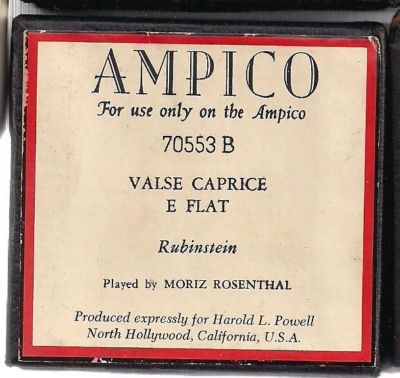 AMPICO
For use only on the Ampico
70553 B
VALSE CAPRICE
E FLAT
Rubinstein
Played by MORIZ ROSENTHAL
Produced expressly for Harold L. Powell
North Hollywood, California, U.S.A.